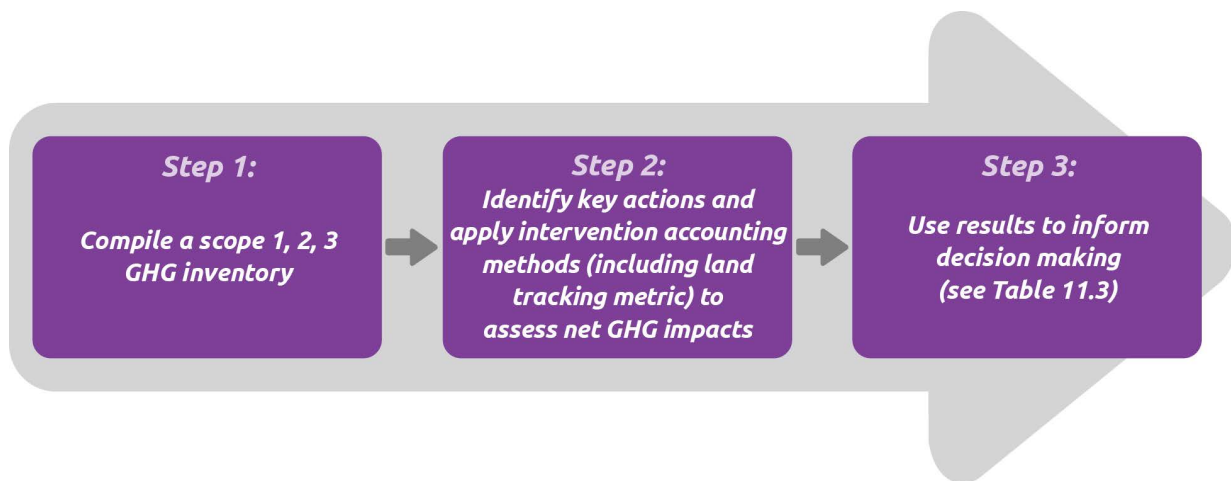 Step 1:
Compile a scope 1, 2, 3
GHG inventory
Step 2:
Identify key actions and
apply intervention accounting
methods (including land
tracking metric) to
assess net GHG impacts
Step 3:
Use results to inform
decision making
(see Table 11.3)